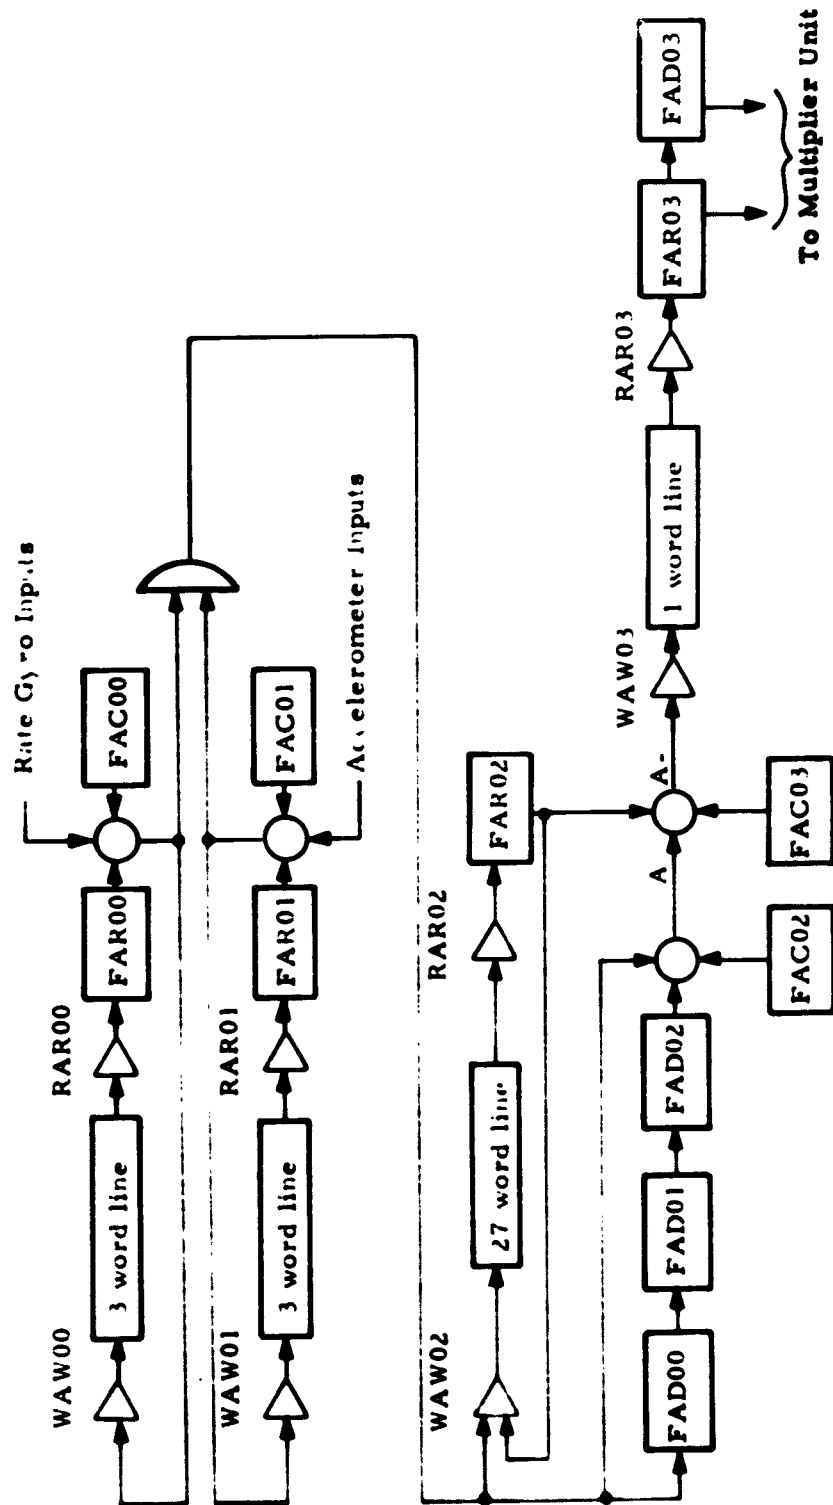 Rate Gyro Inputs
WAW00
3 word line
RAR00
FAR00
FAC00
WAW01
3 word line
RAR01
FAR01
FAC01
Accelerometer Inputs
WAW02
27 word line
RAR02
FAR02
FAD00
FAD01
FAD02
FAC02
A
FAC03
A-
WAW03
1 word line
RAR03
FAR03
FAD03
To Multiplier Unit